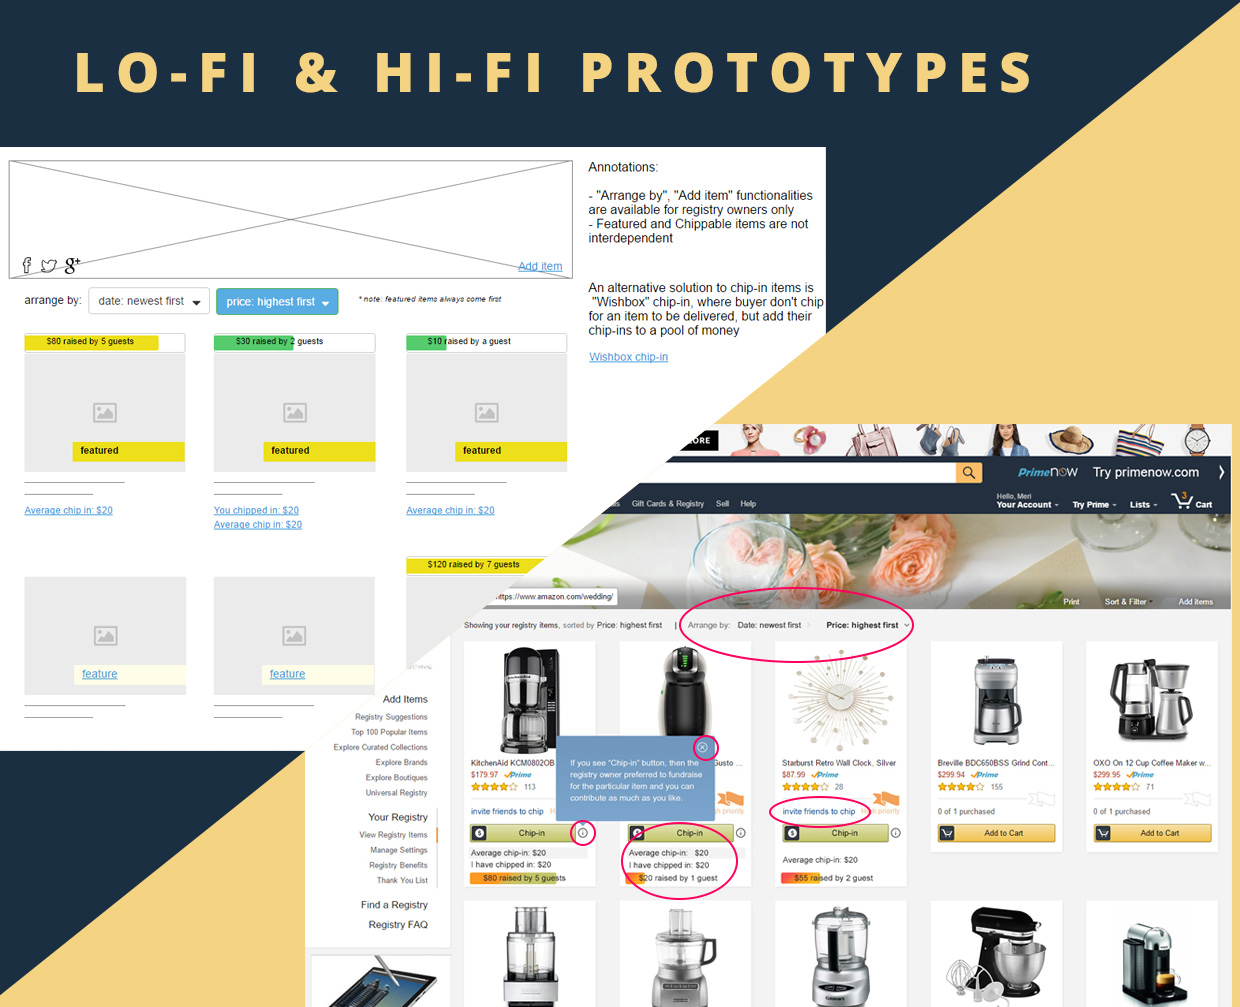 LO-FI & HI-FI PROTOTYPES
Annotations:
- "Arrange by", "Add item" functionalities
are available for registry owners only
- Featured and Chippable items are not
interdependent
An alternative solution to chip-in items is
"Wishbox" chip-in, where buyer don't chip
for an item to be delivered, but add their
chip-ins to a pool of money
Wishbox chip-in
g+
Add item
arrange by:
date: newest first
price: highest first
* note: featured items always come first
$80 raised by 5 guests
$30 raised by 2 guests
$10 raised by a guest
featured
featured
featured
Average chip in: $20
You chipped in: $20
Average chip in: $20
Average chip in: $20
$120 raised by 7 guests
feature
feature
ORE
PrimeNOW
Try primenow.com
Gift Cards & Registry
Sell
Help
Hello, Meri
Your Account
Try Prime
Lists
3
Cart
https://www.amazon.com/wedding/
Print
Sort & Filter
Add items
Showing your registry items, sorted by Price: highest first
| Arrange by:
Date: newest first
Price: highest first
Add Items
Registry Suggestions
Top 100 Popular Items
Explore Curated Collections
Explore Brands
Explore Boutiques
Universal Registry
Your Registry
View Registry Items
Manage Settings
Registry Benefits
Thank You List
Find a Registry
Registry FAQ
KitchenAid KCM0802OB
$179.97 Prime
113
invite friends to chip
Chip-in
Average chip-in: $20
I have chipped in: $20
$80 raised by 5 guests
If you see "Chip-in" button, then the
registry owner preferred to fundraise
for the particular item and you can
contribute as much as you like.
Gusto ...
priority
Chip-in
Average chip-in: $20
I have chipped in: $20
$20 raised by 1 guest
Starburst Retro Wall Clock, Silver
$87.99 Prime
28
invite friends to chip
priority
Chip-in
Average chip-in: $20
$55 raised by 2 guest
Breville BDC650BSS Grind Cont...
$299.94 Prime
155
0 of 1 purchased
Add to Cart
OXO On 12 Cup Coffee Maker w...
$299.95 Prime
71
0 of 1 purchased
Add to Cart